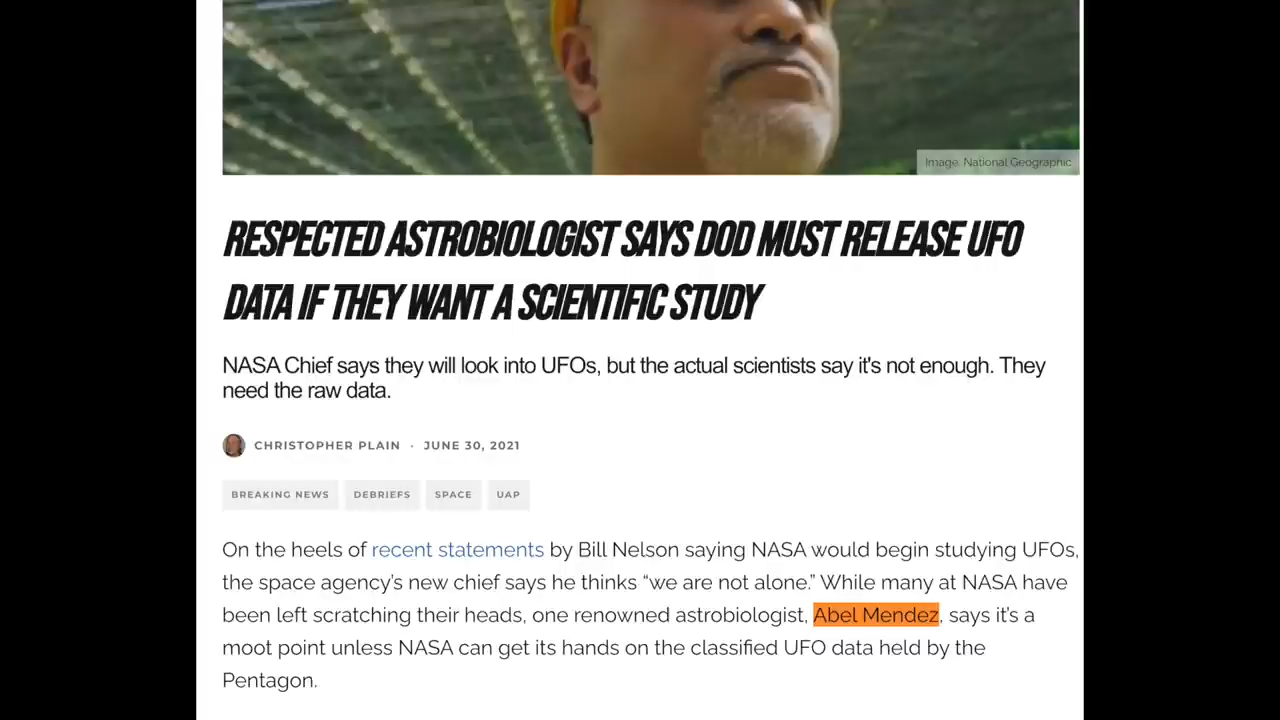 Image: National Geographic
RESPECTED ASTROBIOLOGIST SAYS DOD MUST RELEASE UFO
DATA IF THEY WANT A SCIENTIFIC STUDY
NASA Chief says they will look into UFOs, but the actual scientists say it's not enough. They
need the raw data.
CHRISTOPHER PLAIN · JUNE 30, 2021
BREAKING NEWS DEBRIEFS SPACE UAP
On the heels of recent statements by Bill Nelson saying NASA would begin studying UFOs,
the space agency's new chief says he thinks “we are not alone.” While many at NASA have
been left scratching their heads, one renowned astrobiologist, Abel Mendez, says it's a
moot point unless NASA can get its hands on the classified UFO data held by the
Pentagon.